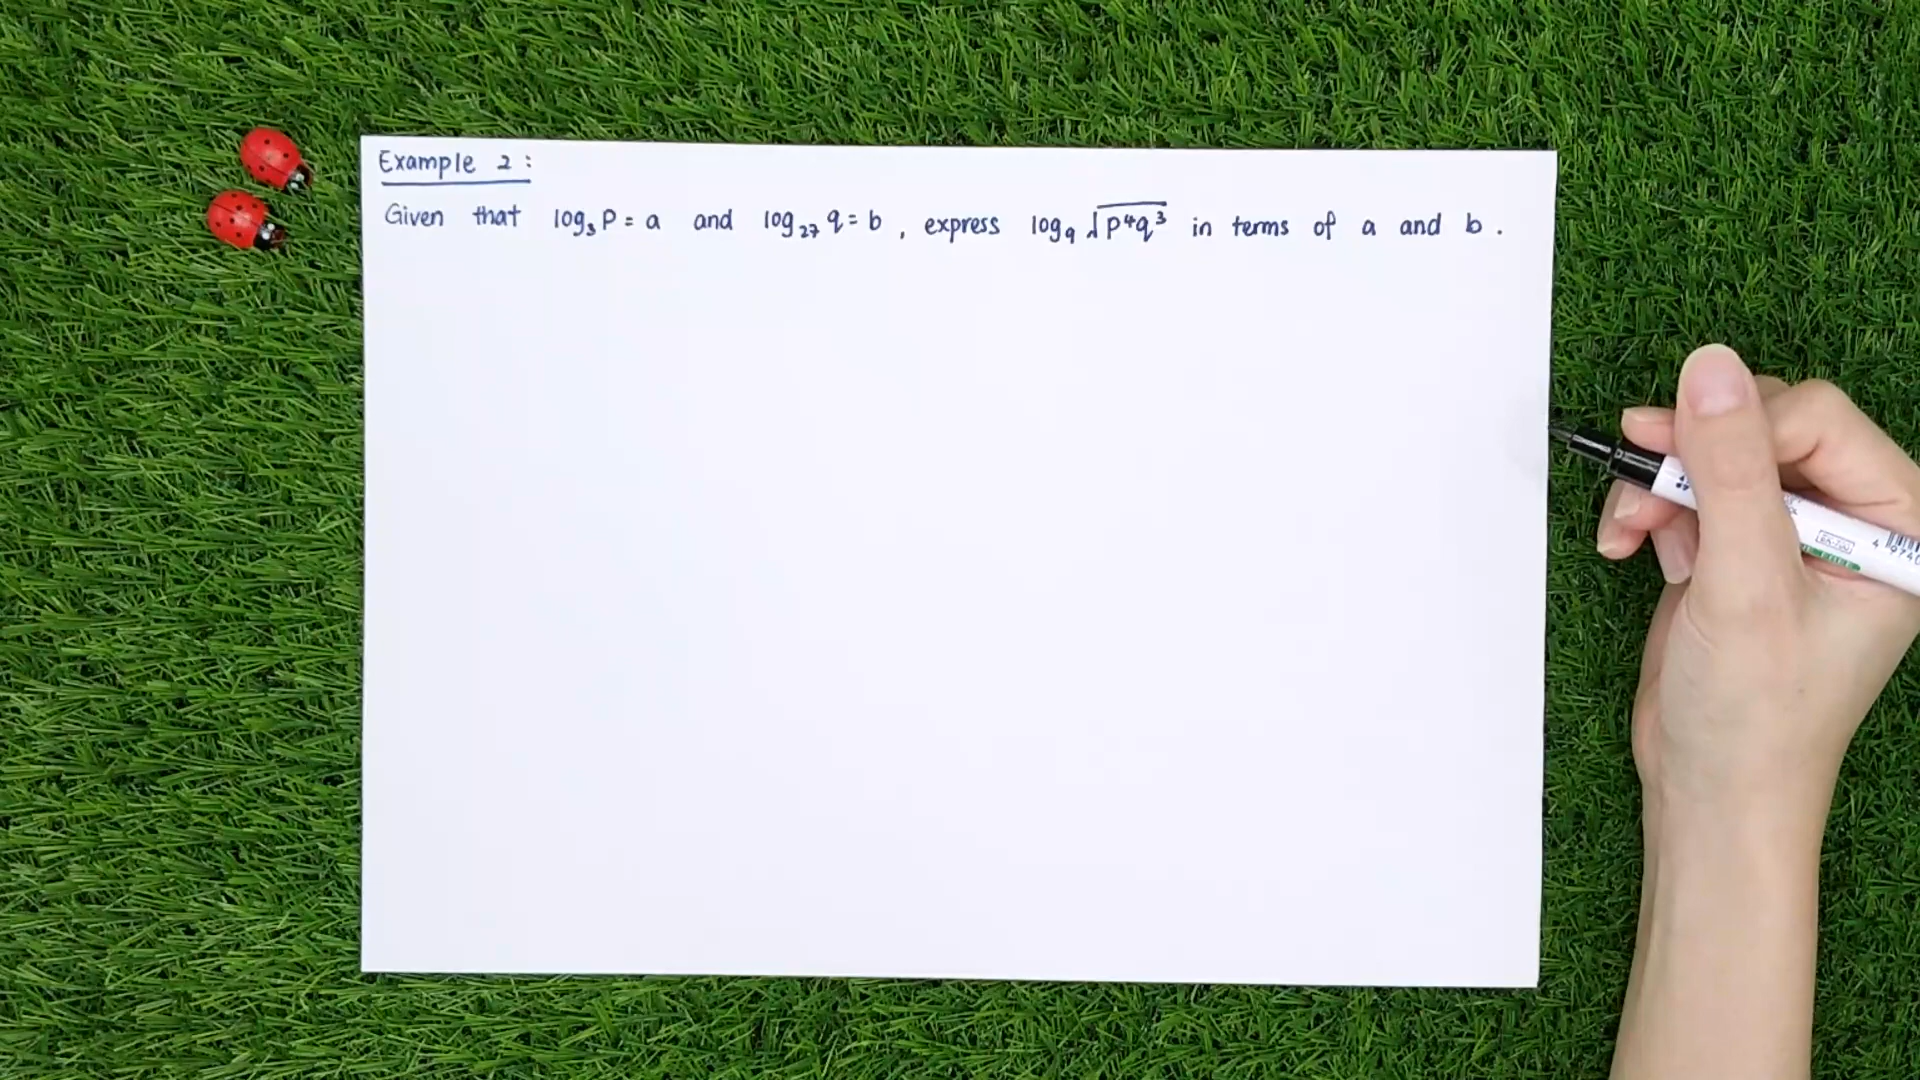 Example 2 :
Given that log₃ P = a and log₂₇ q = b , express log₉ √p⁴q³ in terms of a and b .